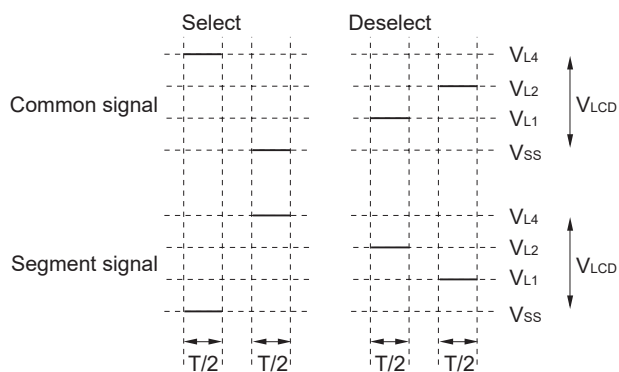 Select Deselect
Common signal
VL4
VL2
VL1
VSS
VLCD
Segment signal
VL4
VL2
VL1
VSS
VLCD
T/2 T/2 T/2 T/2